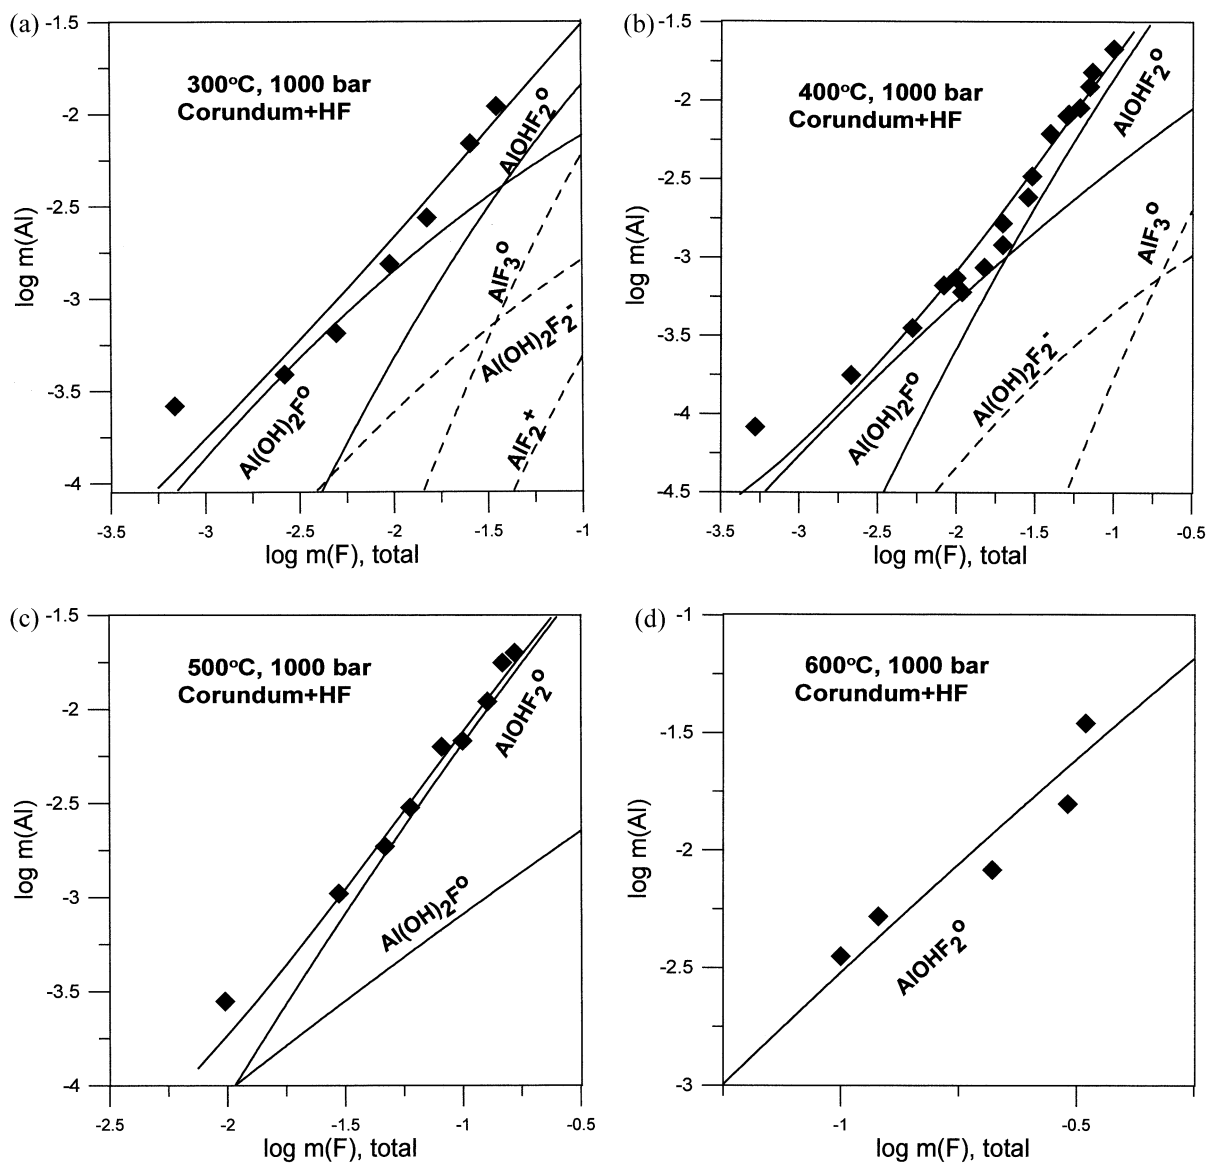 (a)
-1.5
-2
-2.5
-3
-3.5
-4
log m(Al)
300°C, 1000 bar
Corundum+HF
AlOHF₂°
AlF₃°
Al(OH)₂F₂⁻
AlF₂⁺
Al(OH)₂F°
-3.5
-3
-2.5
-2
-1.5
-1
log m(F), total
(b)
-1.5
-2
-2.5
-3
-3.5
-4
-4.5
log m(Al)
400°C, 1000 bar
Corundum+HF
AlOHF₂°
AlF₃°
Al(OH)₂F₂⁻
Al(OH)₂F°
-3.5
-3
-2.5
-2
-1.5
-1
-0.5
log m(F), total
(c)
-1.5
-2
-2.5
-3
-3.5
-4
log m(Al)
500°C, 1000 bar
Corundum+HF
AlOHF₂°
Al(OH)₂F°
-2.5
-2
-1.5
-1
-0.5
log m(F), total
(d)
-1
-1.5
-2
-2.5
-3
log m(Al)
600°C, 1000 bar
Corundum+HF
AlOHF₂°
-1
-0.5
log m(F), total